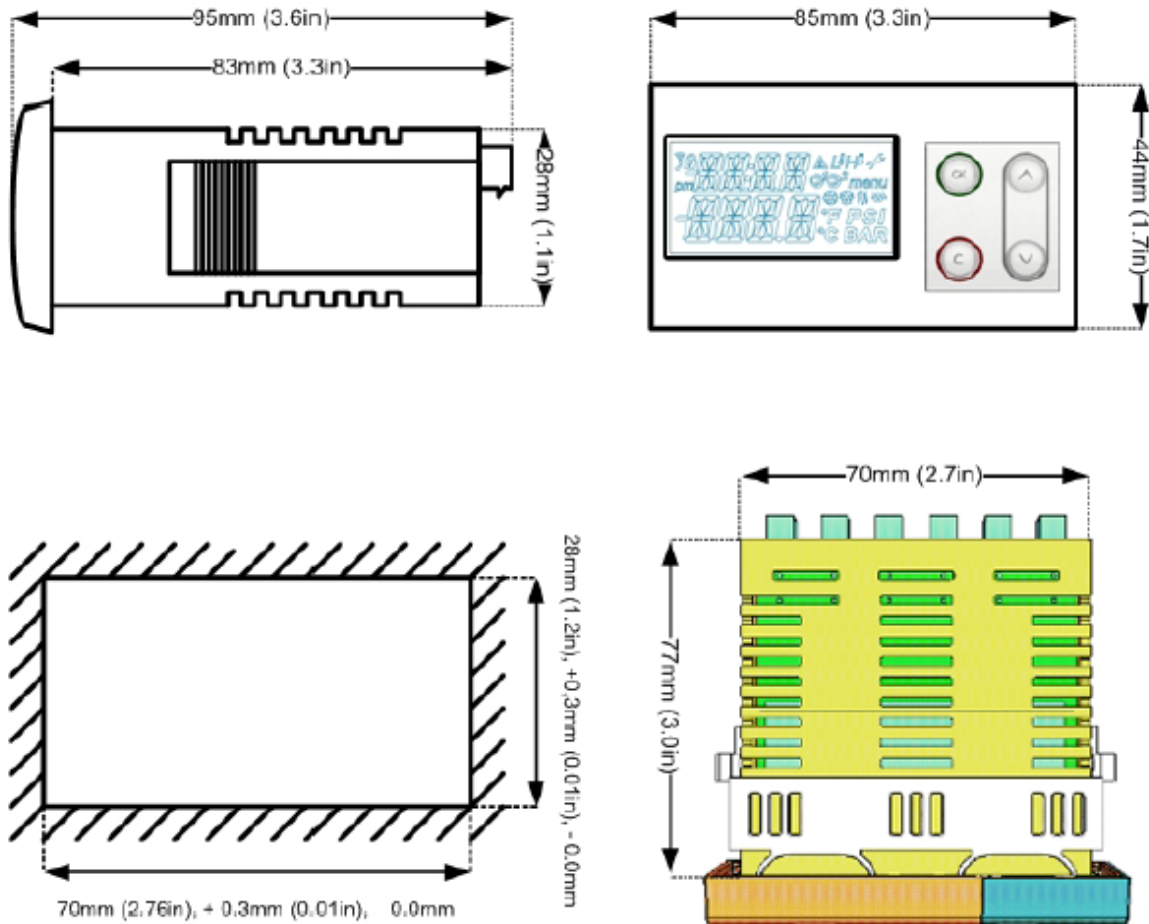 95mm (3.6in)
83mm (3.3in)
28mm (1.1in)
85mm (3.3in)
44mm (1.7in)
pm
menu
°F PSI
°C BAR
OK
C
28mm (1.2in), +0,3mm (0.01in), - 0.0mm
70mm (2.76in), + 0.3mm (0.01in), 0.0mm
70mm (2.7in)
77mm (3.0in)